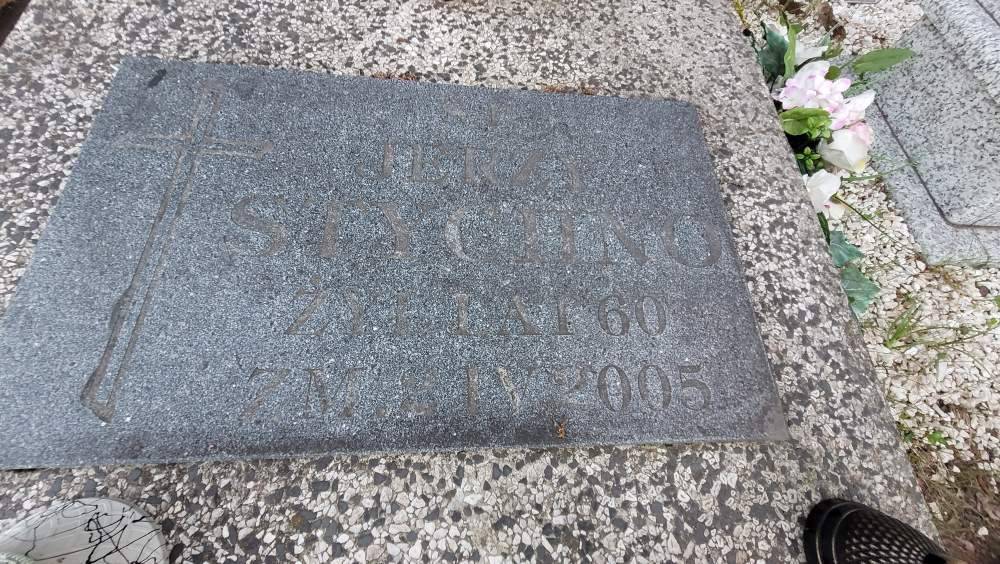 JERZY
STYCHNO
ŻYŁ LAT 60
ZM. 2 IV 2005